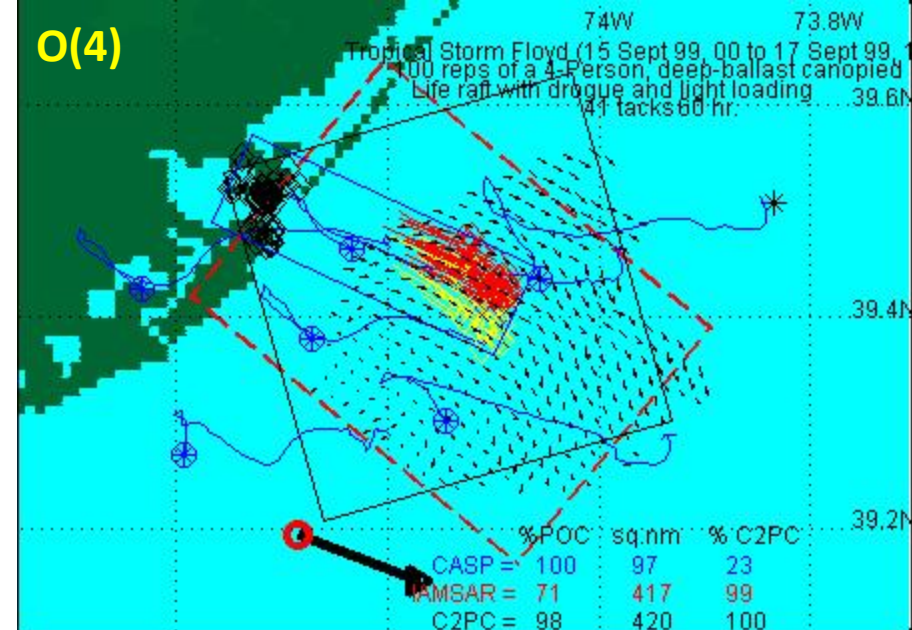 O(4)
74W 73.8W
Tropical Storm Floyd (15 Sept 99, 00 to 17 Sept 99, 1
100 reps of a 4-Person, deep-ballast canopied
Life raft with drogue and light loading
39.6N
41 tacks 60 hr.
39.4N
39.2N
%POC sq.nm % C2PC
CASP = 100 97 23
IAMSAR = 71 417 99
C2PC = 98 420 100